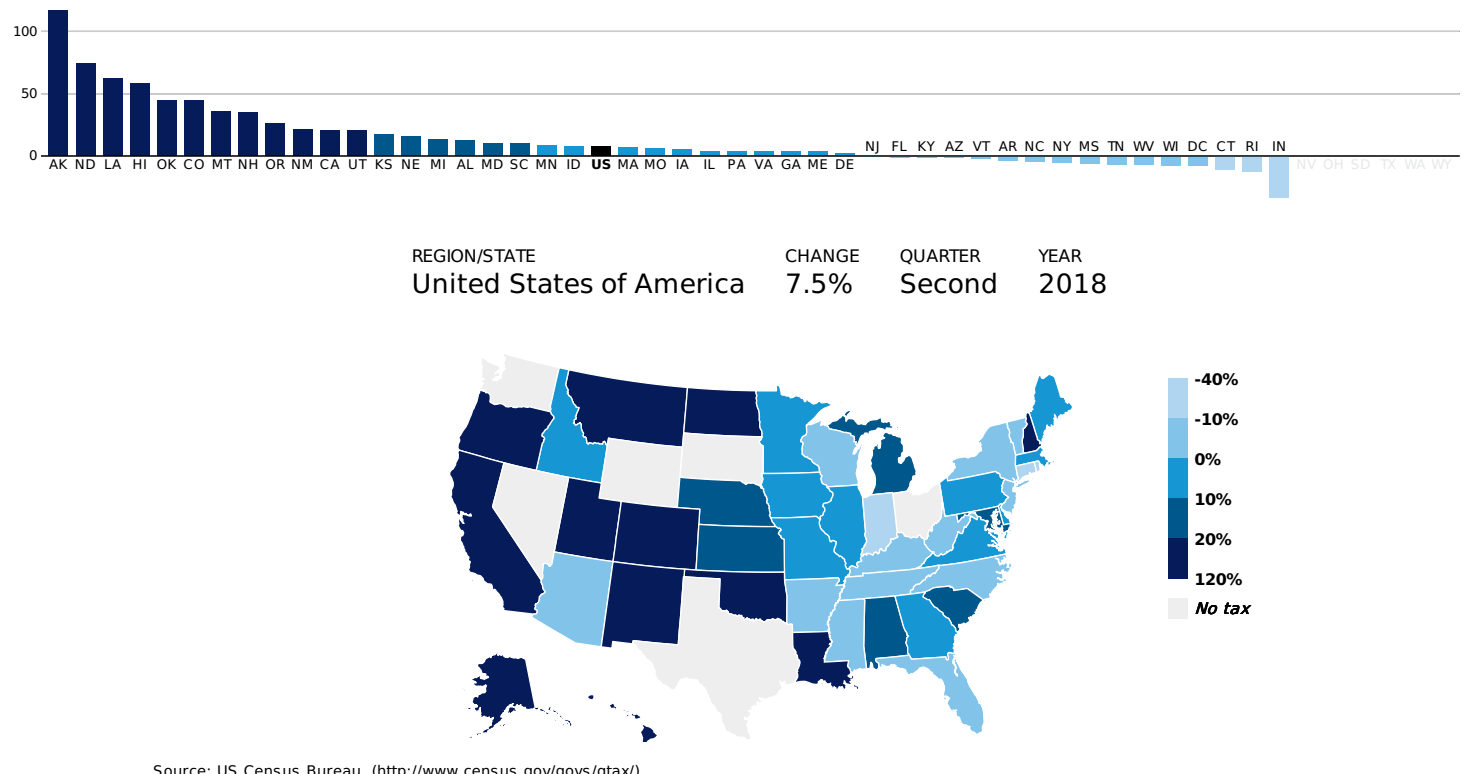 100
50
0
NJ FL KY AZ VT AR NC NY MS TN WV WI DC CT RI IN
AK ND LA HI OK CO MT NH OR NM CA UT KS NE MI AL MD SC MN ID US MA MO IA IL PA VA GA ME DE NV OH SD TX WA WY
REGION/STATE CHANGE QUARTER YEAR
United States of America 7.5% Second 2018
-40%
-10%
0%
10%
20%
120%
No tax
Source: US Census Bureau, (http://www.census.gov/govs/qtax/)